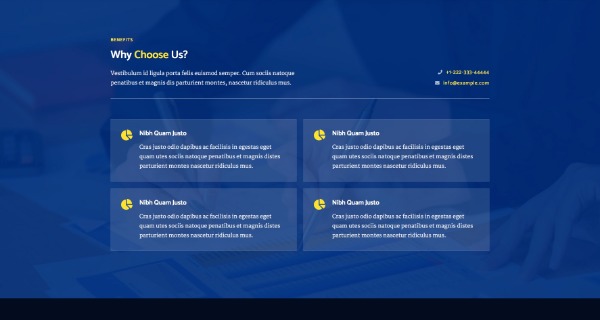 BENEFITS
Why Choose Us?
Vestibulum id ligula porta felis euismod semper. Cum sociis natoque
penatibus et magnis dis parturient montes, nascetur ridiculus mus.
+1-222-333-44444
info@example.com
Nibh Quam Justo
Cras justo odio dapibus ac facilisis in egestas eget
quam utes sociis natoque penatibus et magnis distes
parturient montes nascetur ridiculus mus.
Nibh Quam Justo
Cras justo odio dapibus ac facilisis in egestas eget
quam utes sociis natoque penatibus et magnis distes
parturient montes nascetur ridiculus mus.
Nibh Quam Justo
Cras justo odio dapibus ac facilisis in egestas eget
quam utes sociis natoque penatibus et magnis distes
parturient montes nascetur ridiculus mus.
Nibh Quam Justo
Cras justo odio dapibus ac facilisis in egestas eget
quam utes sociis natoque penatibus et magnis distes
parturient montes nascetur ridiculus mus.